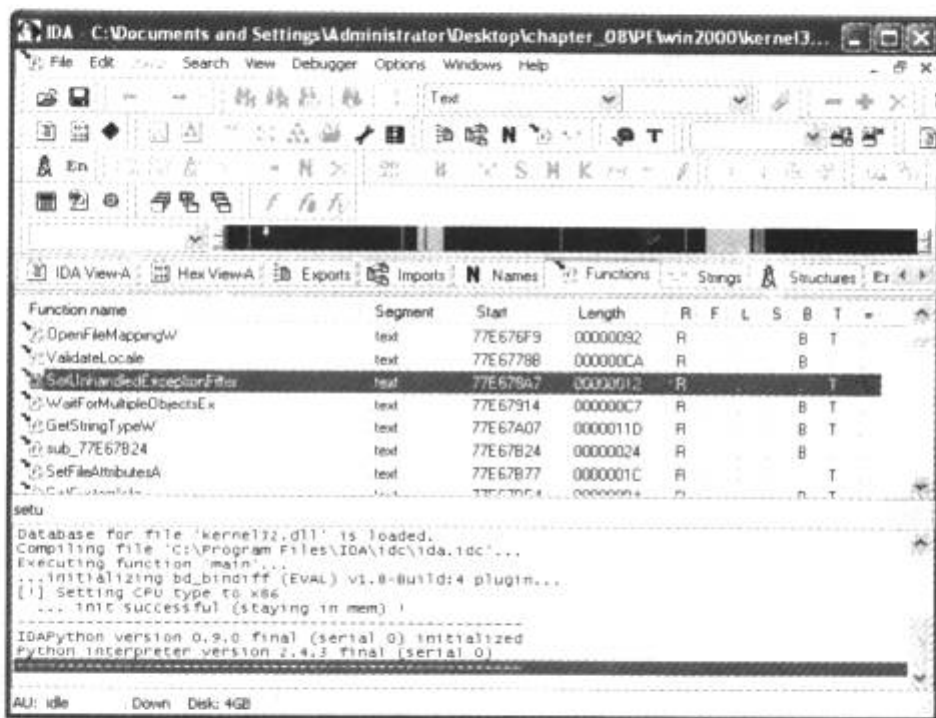 IDA - C:\Documents and Settings\Administrator\Desktop\chapter_08\PE\win2000\kernel3...
File Edit Search View Debugger Options Windows Help
Text
En
N T
N
S M K
IDA View-A Hex View-A Exports Imports N Names Functions Strings Structures En
Function name Segment Start Length R F L S B T =
OpenFileMappingW text 77E676F9 00000092 R B T
ValidateLocale text 77E6778B 000000CA R B
SetUnhandledExceptionFilter text 77E678A7 00000012 R T
WaitForMultipleObjectsEx text 77E67914 000000C7 R B T
GetStringTypeW text 77E67A07 0000011D R B T
sub_77E67B24 text 77E67B24 00000024 R B
SetFileAttributesA text 77E67B77 0000001C R T
setu
Database for file 'kernel32.dll' is loaded.
Compiling file 'C:\Program Files\IDA\idc\ida.idc'...
Executing function 'main'...
...initializing bd_bindiff (EVAL) v1.8-Build:4 plugin...
[!] Setting CPU type to x86
... init successful (staying in mem) !
---------------------------------------------
IDAPython version 0.9.0 final (serial 0) initialized
Python interpreter version 2.4.3 final (serial 0)
AU: idle Down Disk: 4GB